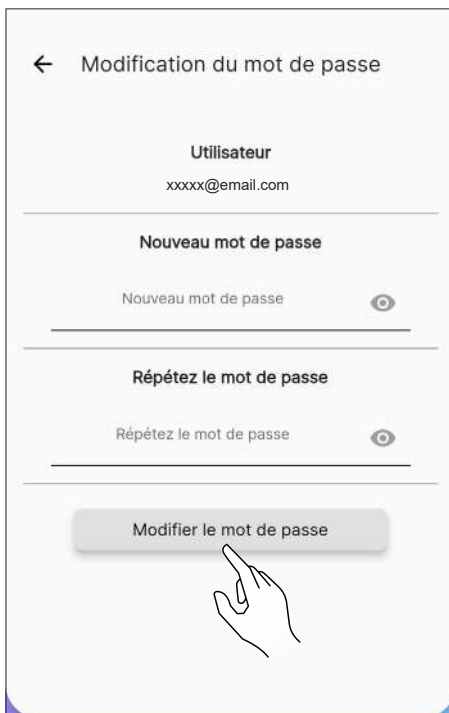 Modification du mot de passe
Utilisateur
xxxxx@email.com
Nouveau mot de passe
Nouveau mot de passe
Répétez le mot de passe
Répétez le mot de passe
Modifier le mot de passe